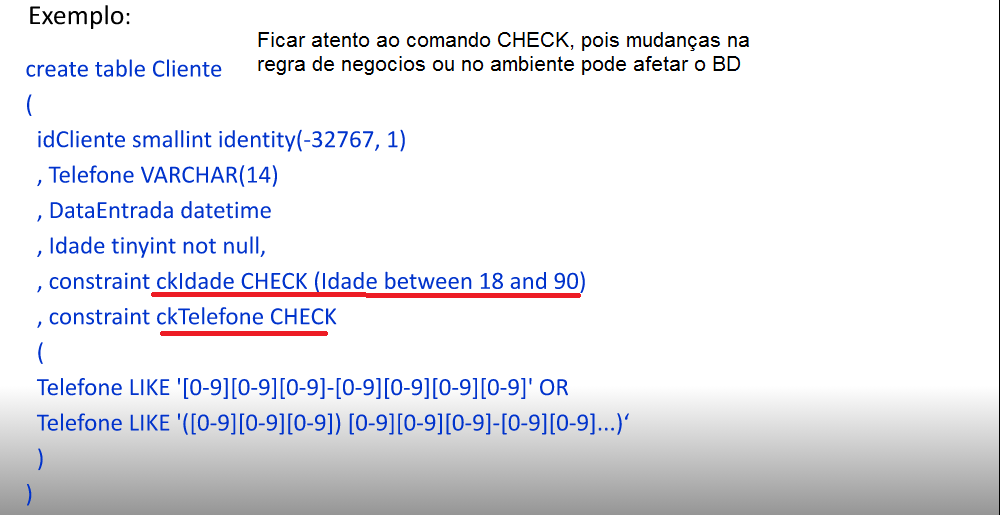 Exemplo:
Ficar atento ao comando CHECK, pois mudanças na
regra de negocios ou no ambiente pode afetar o BD
create table Cliente
(
idCliente smallint identity(-32767, 1)
, Telefone VARCHAR(14)
, DataEntrada datetime
, Idade tinyint not null,
, constraint ckIdade CHECK (Idade between 18 and 90)
, constraint ckTelefone CHECK
(
Telefone LIKE '[0-9][0-9][0-9]-[0-9][0-9][0-9][0-9]' OR
Telefone LIKE '([0-9][0-9][0-9]) [0-9][0-9][0-9]-[0-9][0-9]...)‘
)
)